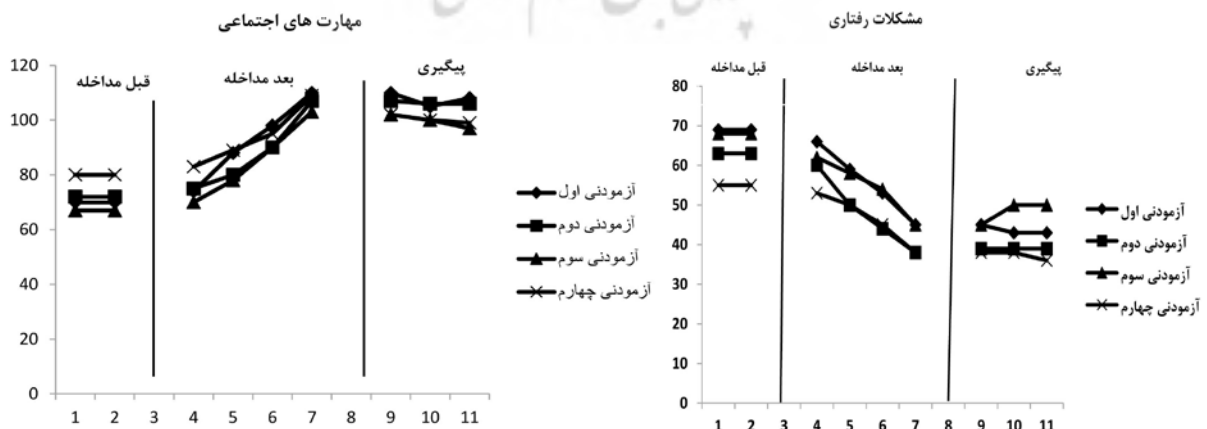 مهارت های اجتماعی
قبل مداخله
بعد مداخله
پیگیری
120
100
80
60
40
20
0
1 2 3 4 5 6 7 8 9 10 11
آزمودنی اول
آزمودنی دوم
آزمودنی سوم
آزمودنی چهارم
مشکلات رفتاری
قبل مداخله
بعد مداخله
پیگیری
80
70
60
50
40
30
20
10
0
1 2 3 4 5 6 7 8 9 10 11
آزمودنی اول
آزمودنی دوم
آزمودنی سوم
آزمودنی چهارم